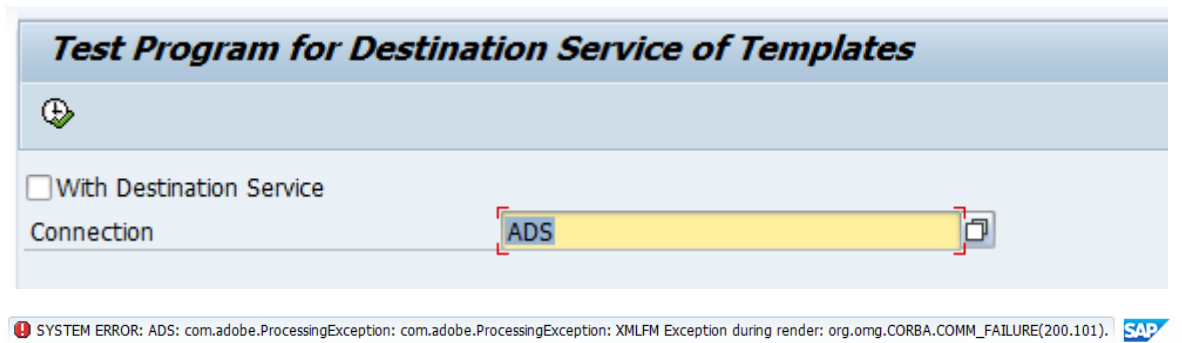 Test Program for Destination Service of Templates
With Destination Service
Connection ADS
SYSTEM ERROR: ADS: com.adobe.ProcessingException: com.adobe.ProcessingException: XMLFM Exception during render: org.omg.CORBA.COMM_FAILURE(200.101). SAP